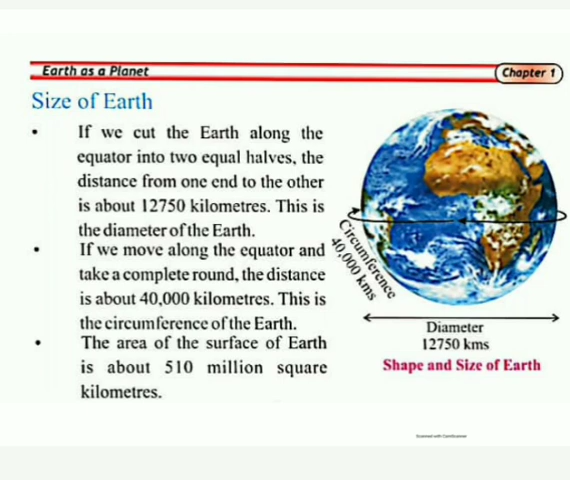 Earth as a Planet
Chapter 1
Size of Earth
• If we cut the Earth along the
equator into two equal halves, the
distance from one end to the other
is about 12750 kilometres. This is
the diameter of the Earth.
• If we move along the equator and
take a complete round, the distance
is about 40,000 kilometres. This is
the circumference of the Earth.
• The area of the surface of Earth
is about 510 million square
kilometres.
Circumference
40,000 kms
Diameter
12750 kms
Shape and Size of Earth
Scanned with CamScanner